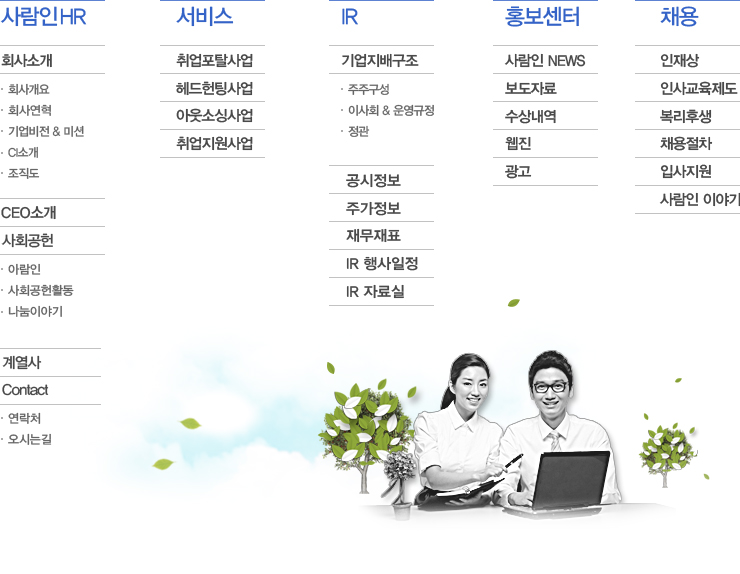 사람인HR
회사소개
· 회사개요
· 회사연혁
· 기업비전 & 미션
· CI소개
· 조직도
CEO소개
사회공헌
· 아람인
· 사회공헌활동
· 나눔이야기
계열사
Contact
· 연락처
· 오시는길
서비스
취업포탈사업
헤드헌팅사업
아웃소싱사업
취업지원사업
IR
기업지배구조
· 주주구성
· 이사회 & 운영규정
· 정관
공시정보
주가정보
재무재표
IR 행사일정
IR 자료실
홍보센터
사람인 NEWS
보도자료
수상내역
웹진
광고
채용
인재상
인사교육제도
복리후생
채용절차
입사지원
사람인 이야기